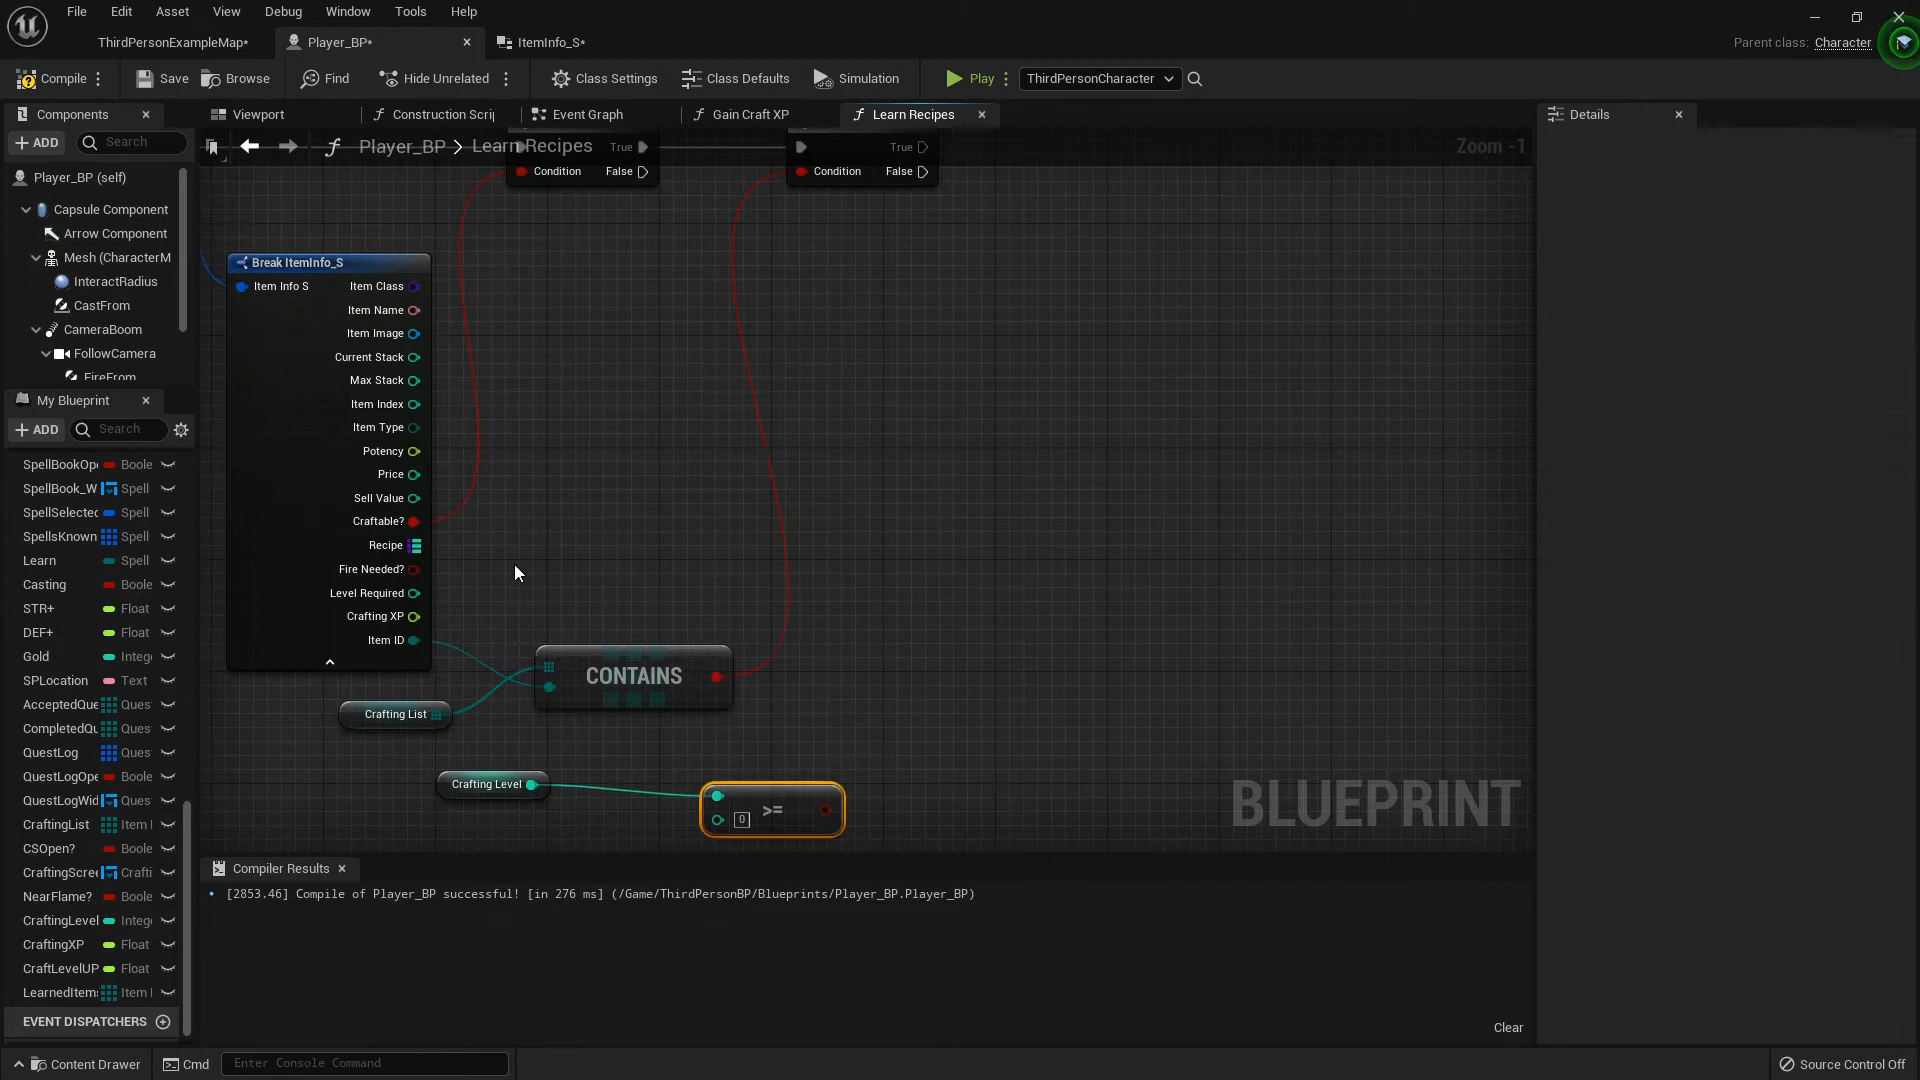 File Edit Asset View Debug Window Tools Help
ThirdPersonExampleMap* Player_BP* ItemInfo_S* Parent class: Character
Compile Save Browse Find Hide Unrelated Class Settings Class Defaults Simulation Play ThirdPersonCharacter
Components Viewport Construction Scrip Event Graph Gain Craft XP Learn Recipes Details
ADD Search Player_BP > Learn Recipes True True Zoom -1
Condition False Condition False
Player_BP (self)
Capsule Component
Arrow Component
Mesh (CharacterM
InteractRadius
CastFrom
CameraBoom
FollowCamera
FireFrom
Break ItemInfo_S
Item Info S Item Class
Item Name
Item Image
Current Stack
Max Stack
Item Index
Item Type
Potency
Price
Sell Value
Craftable?
Recipe
Fire Needed?
Level Required
Crafting XP
Item ID
CONTAINS
Crafting List
Crafting Level
0 >=
BLUEPRINT
My Blueprint
ADD Search
SpellBookOp Boole
SpellBook_W Spell
SpellSelected Spell
SpellsKnown Spell
Learn Spell
Casting Boole
STR+ Float
DEF+ Float
Gold Integ
SPLocation Text
AcceptedQue Ques
CompletedQu Ques
QuestLog Ques
QuestLogOpe Boole
QuestLogWid Ques
CraftingList Item I
CSOpen? Boole
CraftingScree Crafti
NearFlame? Boole
CraftingLevel Integ
CraftingXP Float
CraftLevelUP Float
LearnedItems Item I
EVENT DISPATCHERS
Compiler Results
[2853.46] Compile of Player_BP successful! [in 276 ms] (/Game/ThirdPersonBP/Blueprints/Player_BP.Player_BP)
Clear
Content Drawer Cmd Enter Console Command Source Control Off